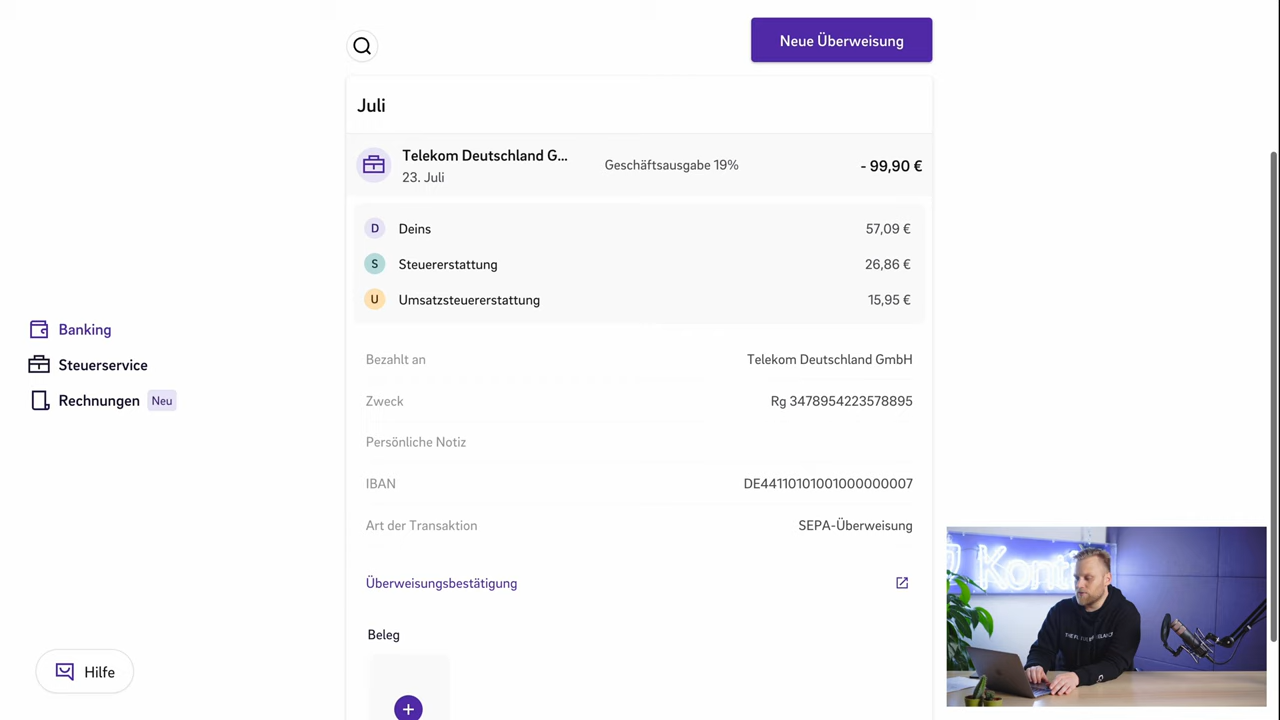 Neue Überweisung
Juli
Telekom Deutschland G...
23. Juli
Geschäftsausgabe 19%
- 99,90 €
D Deins 57,09 €
S Steuererstattung 26,86 €
U Umsatzsteuererstattung 15,95 €
Banking
Steuerservice
Rechnungen Neu
Bezahlt an Telekom Deutschland GmbH
Zweck Rg 3478954223578895
Persönliche Notiz
IBAN DE44110101001000000007
Art der Transaktion SEPA-Überweisung
Überweisungsbestätigung
Beleg
Hilfe
Kont